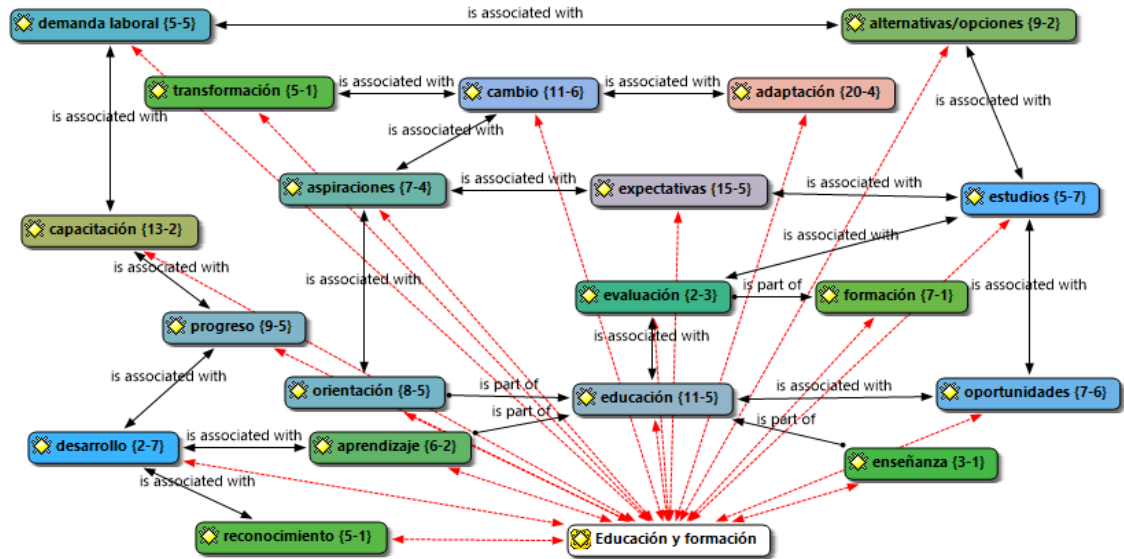 is associated with
demanda laboral {5-5}
alternativas/opciones {9-2}
is associated with
is associated with
transformación {5-1}
cambio {11-6}
adaptación {20-4}
is associated with
is associated with
is associated with
is associated with
aspiraciones {7-4}
expectativas {15-5}
estudios {5-7}
is associated with
is associated with
capacitación {13-2}
is associated with
is associated with
is associated with
is associated with
evaluación {2-3}
is part of
formación {7-1}
progreso {9-5}
is associated with
is associated with
orientación {8-5}
is part of
educación {11-5}
is associated with
oportunidades {7-6}
is part of
desarrollo {2-7}
is associated with
aprendizaje {6-2}
is part of
enseñanza {3-1}
is associated with
reconocimiento {5-1}
Educación y formación